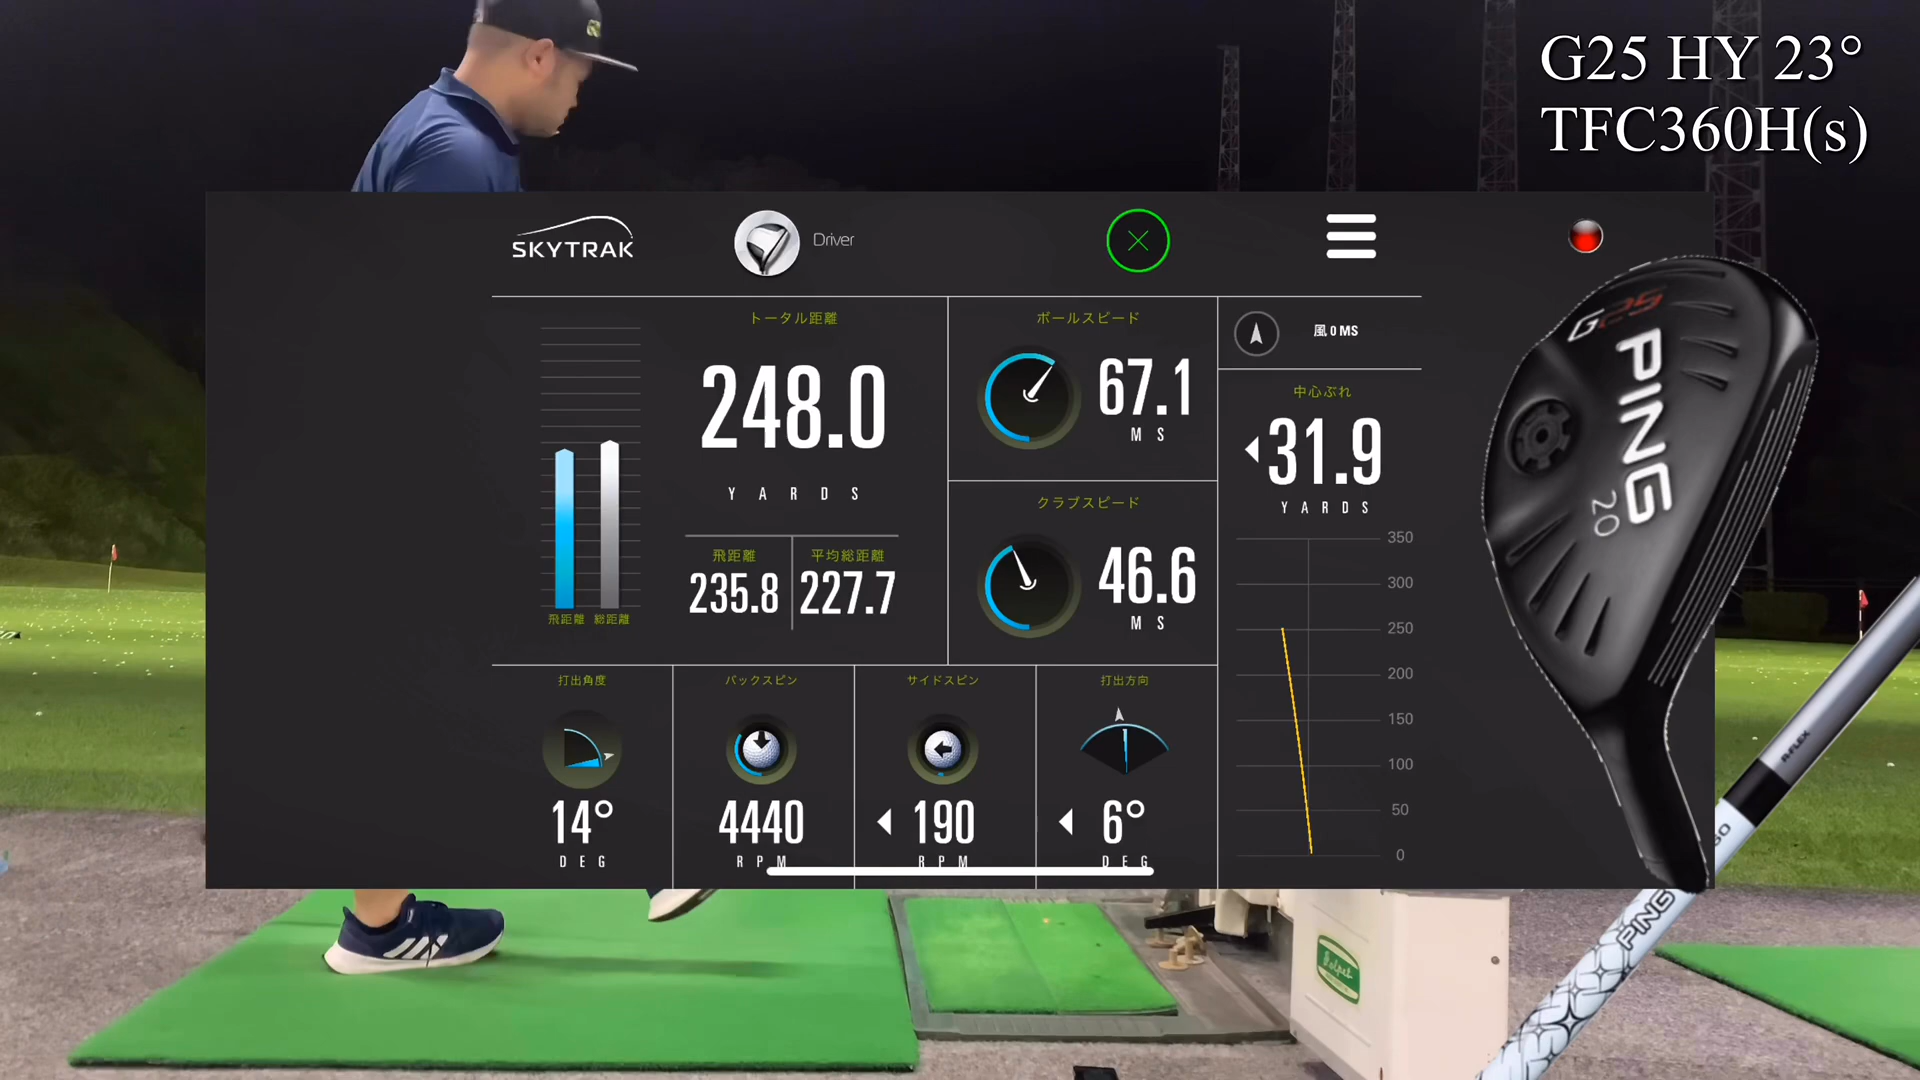 G25 HY 23°
TFC360H(s)
SKYTRAK
Driver
トータル距離
248.0
YARDS
飛距離
235.8
平均総距離
227.7
飛距離 総距離
ボールスピード
67.1
MS
クラブスピード
46.6
MS
風 0 MS
中心ぶれ
31.9
YARDS
350
300
250
200
150
100
50
0
打出角度
14°
DEG
バックスピン
4440
RPM
サイドスピン
190
RPM
打出方向
6°
DEG
G25
PING
20
R-FLEX
PING